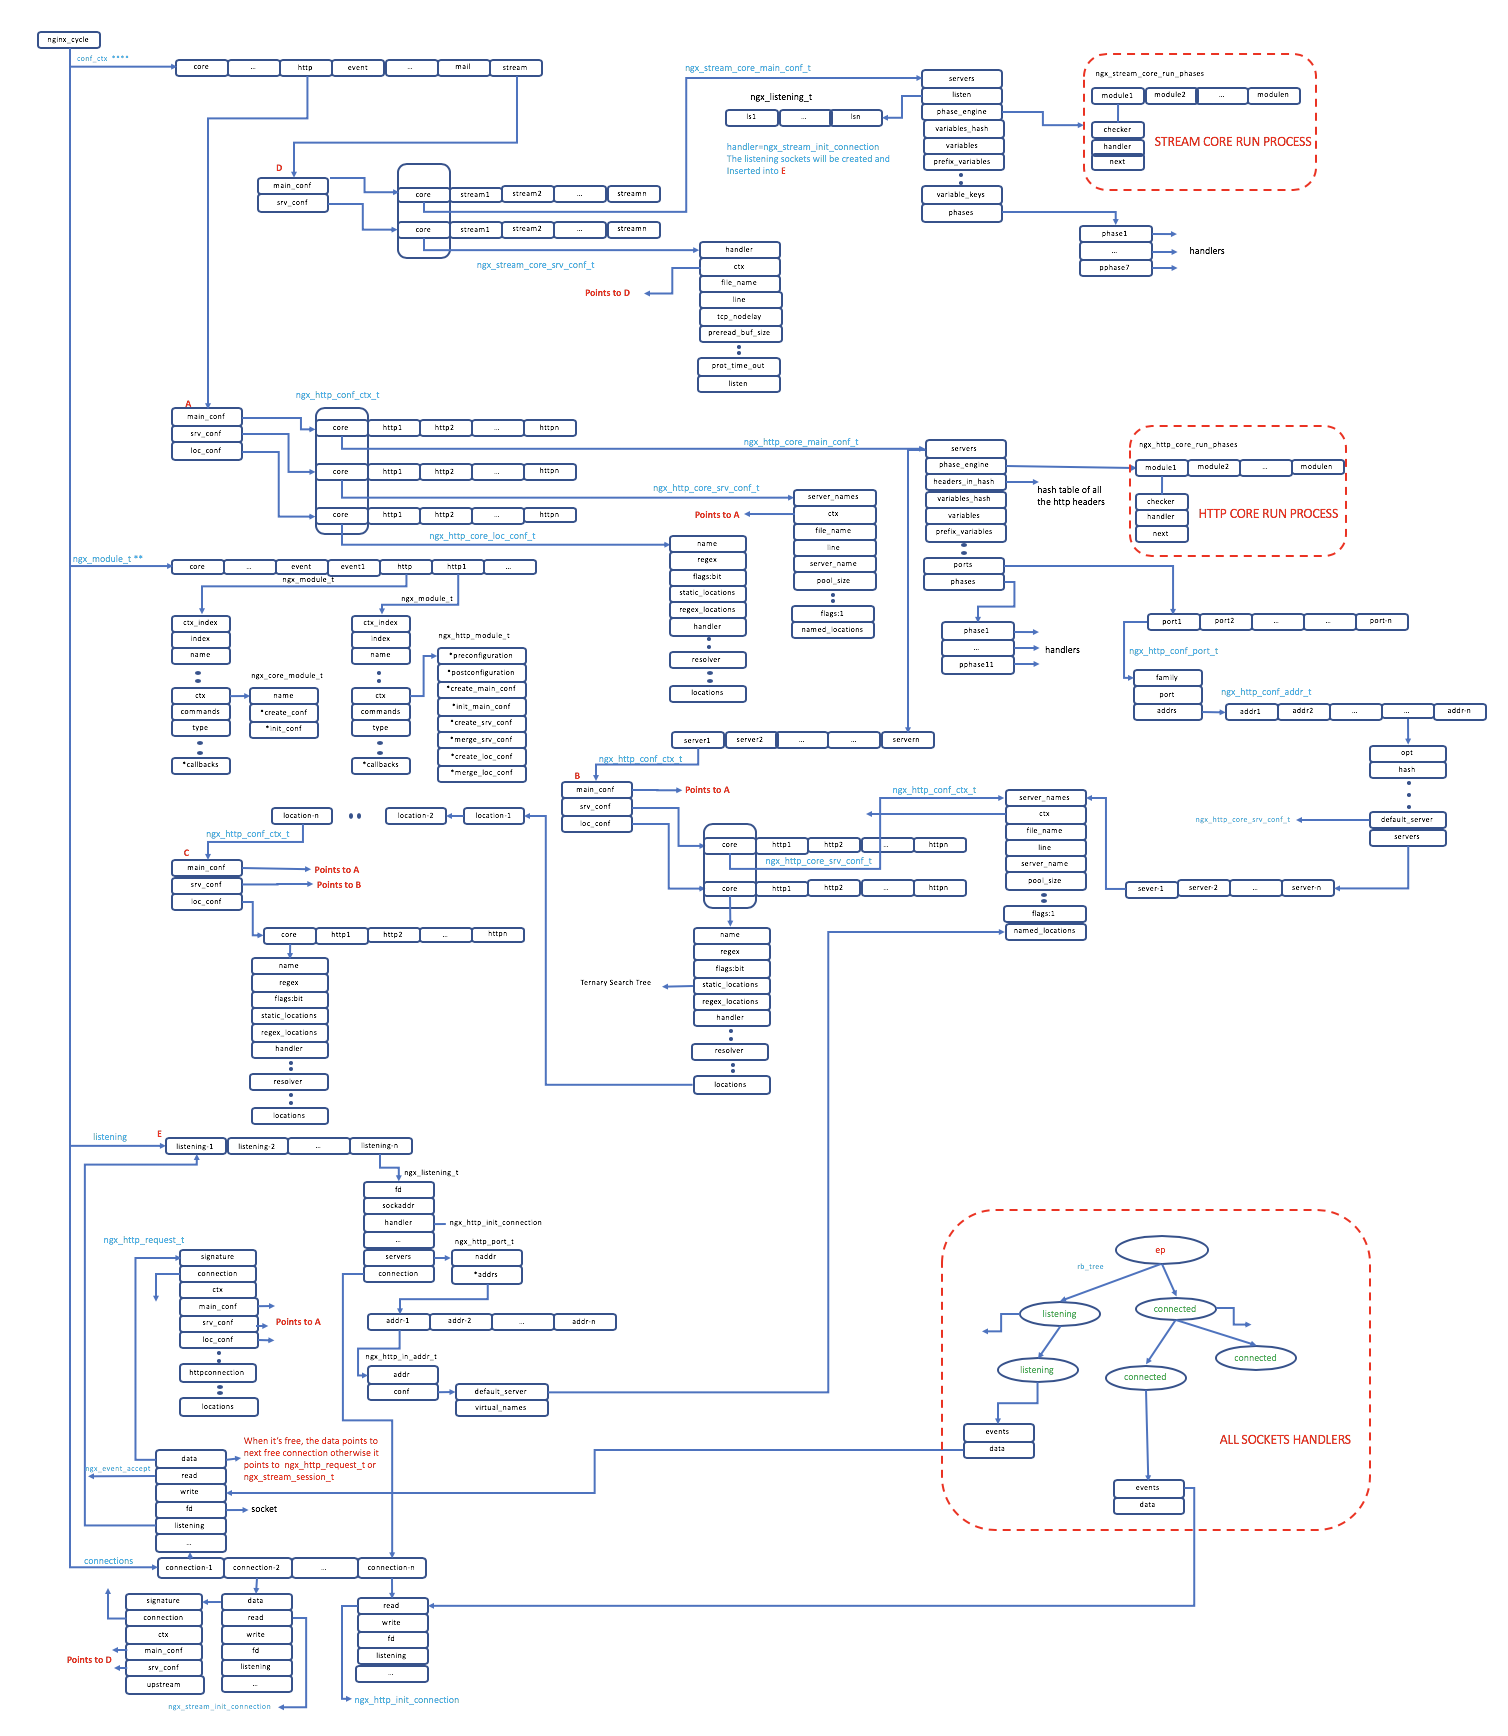 nginx_cycle
conf_ctx ****
core
...
http
event
...
mail
stream
D
main_conf
srv_conf
core
stream1
stream2
...
streamn
core
stream1
stream2
...
streamn
ngx_stream_core_main_conf_t
ngx_stream_core_srv_conf_t
ngx_listening_t
ls1
...
lsn
handler=ngx_stream_init_connection
The listening sockets will be created and
Inserted into E
servers
listen
phase_engine
variables_hash
variables
prefix_variables
variable_keys
phases
ngx_stream_core_run_phases
module1
module2
...
modulen
checker
handler
next
STREAM CORE RUN PROCESS
phase1
...
pphase7
handlers
handler
ctx
file_name
line
tcp_nodelay
preread_buf_size
prot_time_out
listen
Points to D
A
main_conf
srv_conf
loc_conf
ngx_http_conf_ctx_t
core
http1
http2
...
httpn
core
http1
http2
...
httpn
core
http1
http2
...
httpn
ngx_http_core_main_conf_t
ngx_http_core_srv_conf_t
ngx_http_core_loc_conf_t
Points to A
server_names
ctx
file_name
line
server_name
pool_size
flags:1
named_locations
name
regex
flags:bit
static_locations
regex_locations
handler
resolver
locations
servers
phase_engine
headers_in_hash
variables_hash
variables
prefix_variables
ports
phases
hash table of all
the http headers
ngx_http_core_run_phases
module1
module2
...
modulen
checker
handler
next
HTTP CORE RUN PROCESS
phase1
...
pphase11
handlers
port1
port2
...
...
port-n
ngx_http_conf_port_t
family
port
addrs
ngx_http_conf_addr_t
addr1
addr2
...
...
addr-n
opt
hash
default_server
servers
ngx_http_core_srv_conf_t
sever-1
server-2
...
server-n
ngx_module_t **
core
...
event
event1
http
http1
...
ngx_module_t
ngx_module_t
ctx_index
index
name
ctx
commands
type
*callbacks
ngx_core_module_t
name
*create_conf
*init_conf
ctx_index
index
name
ctx
commands
type
*callbacks
ngx_http_module_t
*preconfiguration
*postconfiguration
*create_main_conf
*init_main_conf
*create_srv_conf
*merge_srv_conf
*create_loc_conf
*merge_loc_conf
server1
server2
...
...
servern
ngx_http_conf_ctx_t
B
main_conf
srv_conf
loc_conf
Points to A
core
http1
http2
...
httpn
ngx_http_core_srv_conf_t
core
http1
http2
...
httpn
ngx_http_conf_ctx_t
server_names
ctx
file_name
line
server_name
pool_size
flags:1
named_locations
name
regex
flags:bit
static_locations
regex_locations
handler
resolver
locations
Ternary Search Tree
location-n
location-2
location-1
ngx_http_conf_ctx_t
C
main_conf
srv_conf
loc_conf
Points to A
Points to B
core
http1
http2
...
httpn
name
regex
flags:bit
static_locations
regex_locations
handler
resolver
locations
listening
E
listening-1
listening-2
...
listening-n
ngx_listening_t
fd
sockaddr
handler
...
servers
connection
ngx_http_init_connection
ngx_http_port_t
naddr
*addrs
addr-1
addr-2
...
addr-n
ngx_http_in_addr_t
addr
conf
default_server
virtual_names
ngx_http_request_t
signature
connection
ctx
main_conf
srv_conf
loc_conf
httpconnection
locations
Points to A
When it's free, the data points to
next free connection otherwise it
points to ngx_http_request_t or
ngx_stream_session_t
ngx_event_accept
data
read
write
fd
listening
...
socket
connections
connection-1
connection-2
...
connection-n
signature
connection
ctx
main_conf
srv_conf
upstream
Points to D
data
read
write
fd
listening
...
ngx_stream_init_connection
read
write
fd
listening
...
ngx_http_init_connection
ep
rb_tree
listening
connected
listening
connected
connected
events
data
events
data
ALL SOCKETS HANDLERS